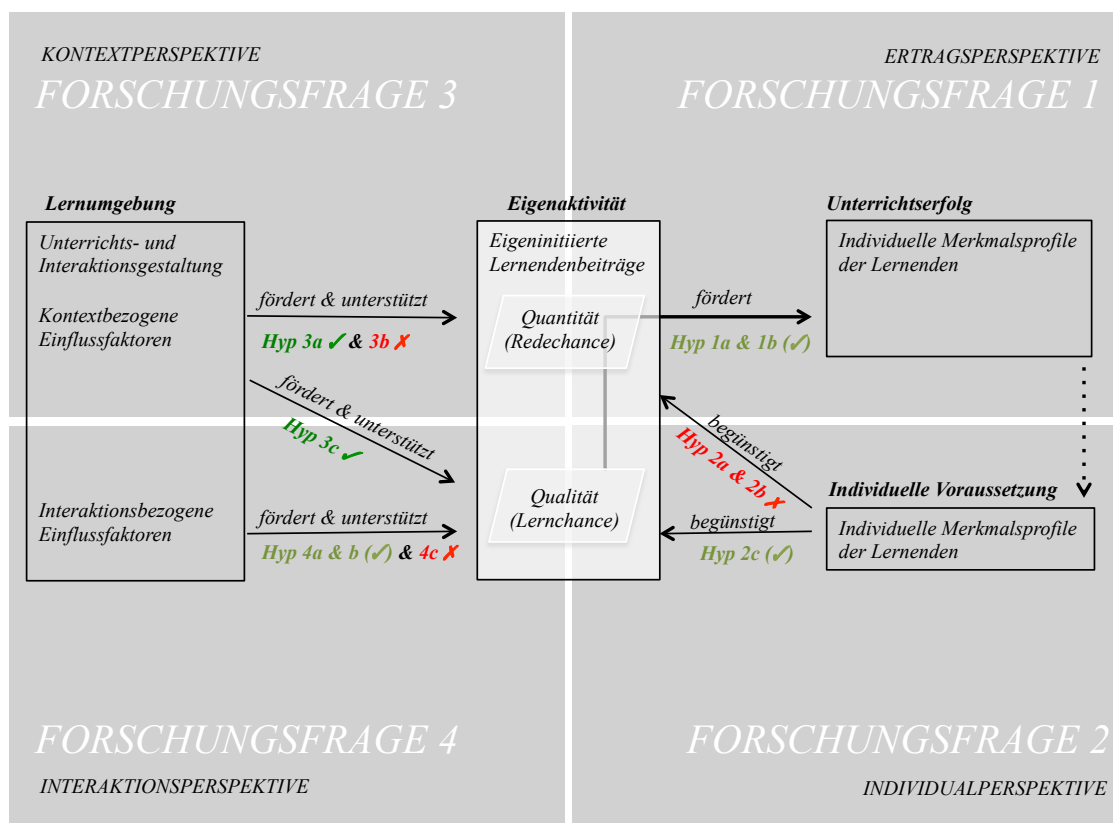 KONTEXTPERSPEKTIVE
FORSCHUNGSFRAGE 3
ERTRAGSPERSPEKTIVE
FORSCHUNGSFRAGE 1
Lernumgebung
Unterrichts- und
Interaktionsgestaltung
Kontextbezogene
Einflussfaktoren
Interaktionsbezogene
Einflussfaktoren
fördert & unterstützt
Hyp 3a ✓ & 3b ✗
fördert & unterstützt
Hyp 3c ✓
fördert & unterstützt
Hyp 4a & b (✓) & 4c ✗
Eigenaktivität
Eigeninitiierte
Lernendenbeiträge
Quantität
(Redechance)
Qualität
(Lernchance)
fördert
Hyp 1a & 1b (✓)
begünstigt
Hyp 2a & 2b ✗
begünstigt
Hyp 2c (✓)
Unterrichtserfolg
Individuelle Merkmalsprofile
der Lernenden
Individuelle Voraussetzung
Individuelle Merkmalsprofile
der Lernenden
FORSCHUNGSFRAGE 4
INTERAKTIONSPERSPEKTIVE
FORSCHUNGSFRAGE 2
INDIVIDUALPERSPEKTIVE